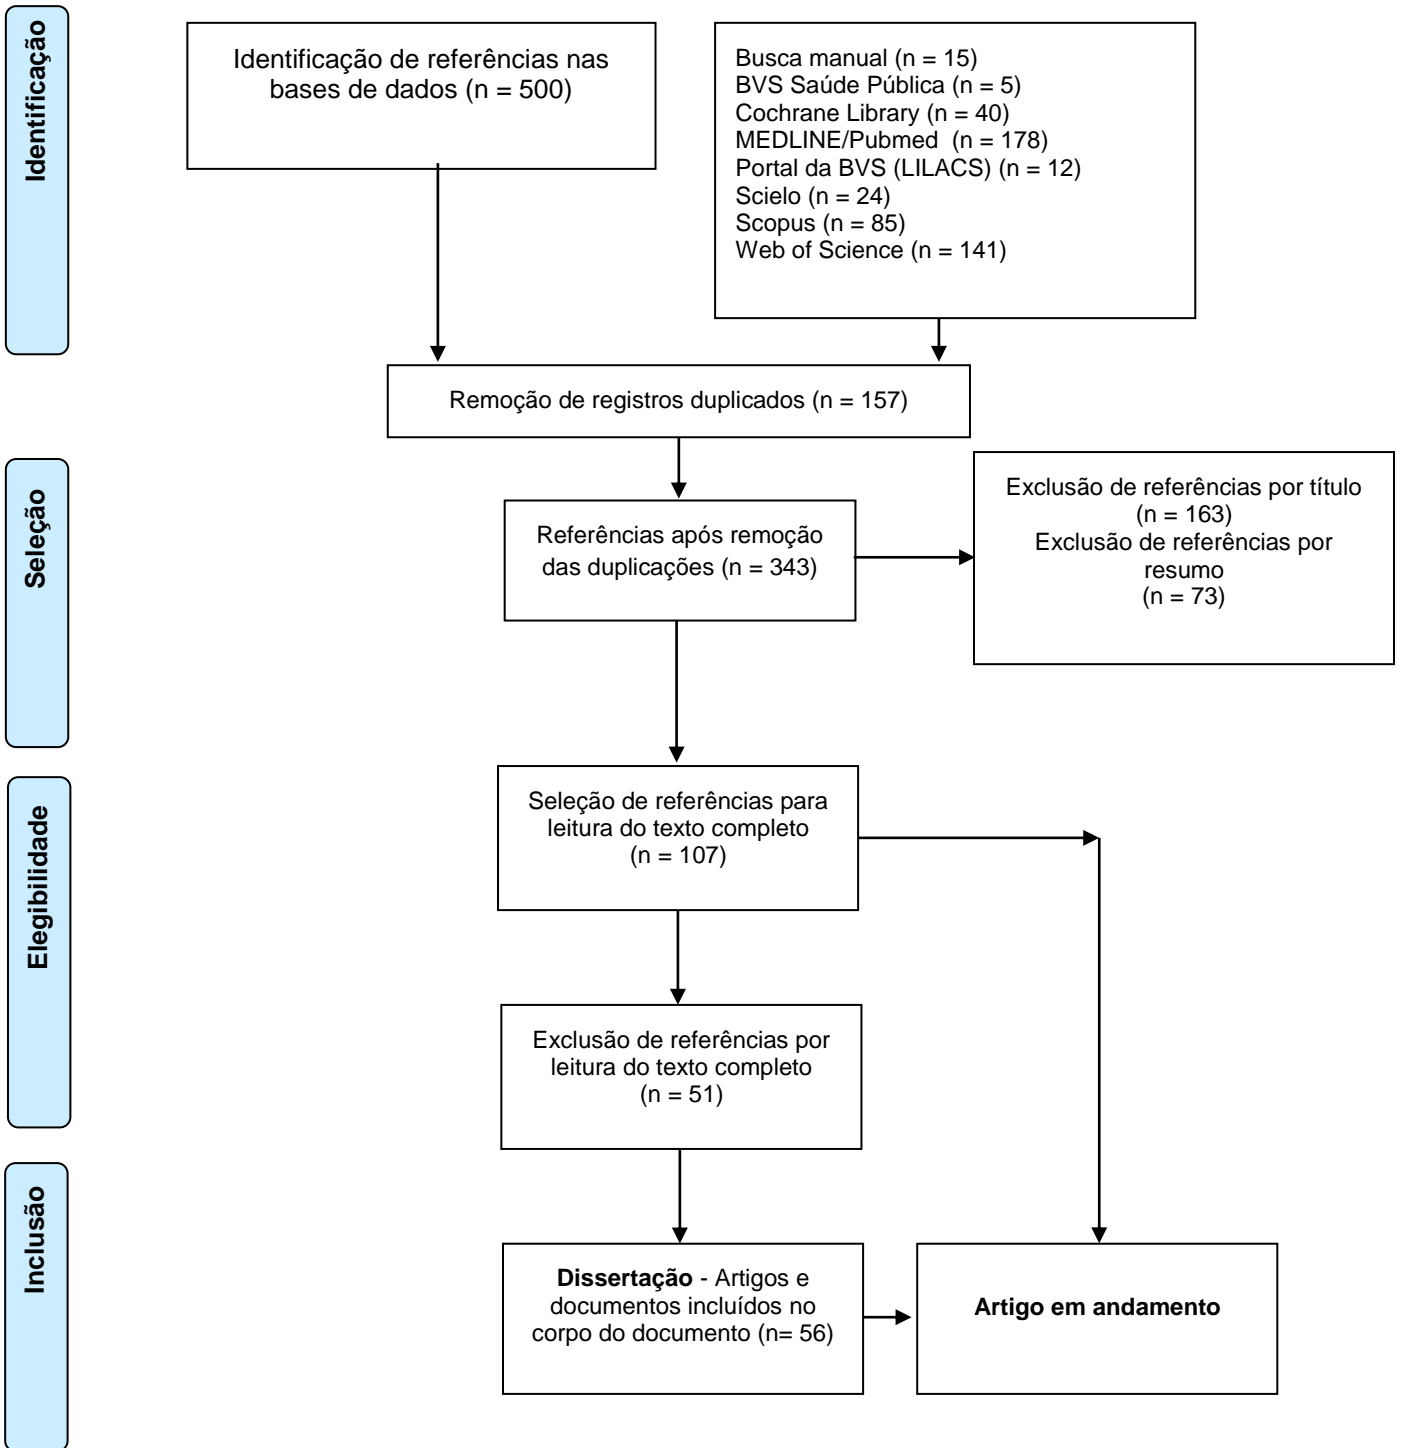 Identificação
Identificação de referências nas
bases de dados (n = 500)
Busca manual (n = 15)
BVS Saúde Pública (n = 5)
Cochrane Library (n = 40)
MEDLINE/Pubmed  (n = 178)
Portal da BVS (LILACS) (n = 12)
Scielo (n = 24)
Scopus (n = 85)
Web of Science (n = 141)
Remoção de registros duplicados (n = 157)
Seleção
Referências após remoção
das duplicações (n = 343)
Exclusão de referências por título
(n = 163)
Exclusão de referências por
resumo
(n = 73)
Elegibilidade
Seleção de referências para
leitura do texto completo
(n = 107)
Exclusão de referências por
leitura do texto completo
(n = 51)
Inclusão
Dissertação - Artigos e
documentos incluídos no
corpo do documento (n= 56)
Artigo em andamento